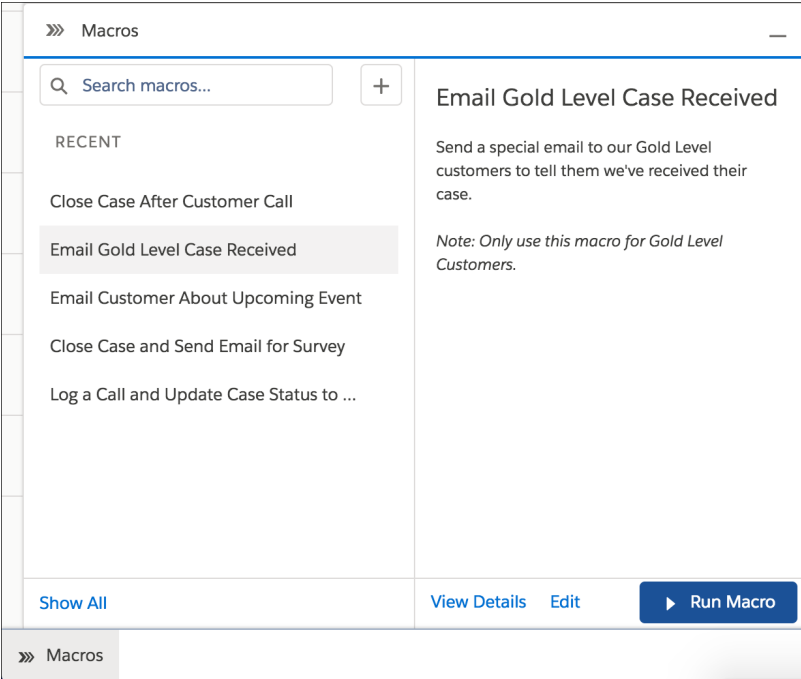 Macros
Search macros...
RECENT
Close Case After Customer Call
Email Gold Level Case Received
Email Customer About Upcoming Event
Close Case and Send Email for Survey
Log a Call and Update Case Status to ...
Show All
Email Gold Level Case Received
Send a special email to our Gold Level
customers to tell them we've received their
case.
Note: Only use this macro for Gold Level
Customers.
View Details
Edit
Run Macro
Macros